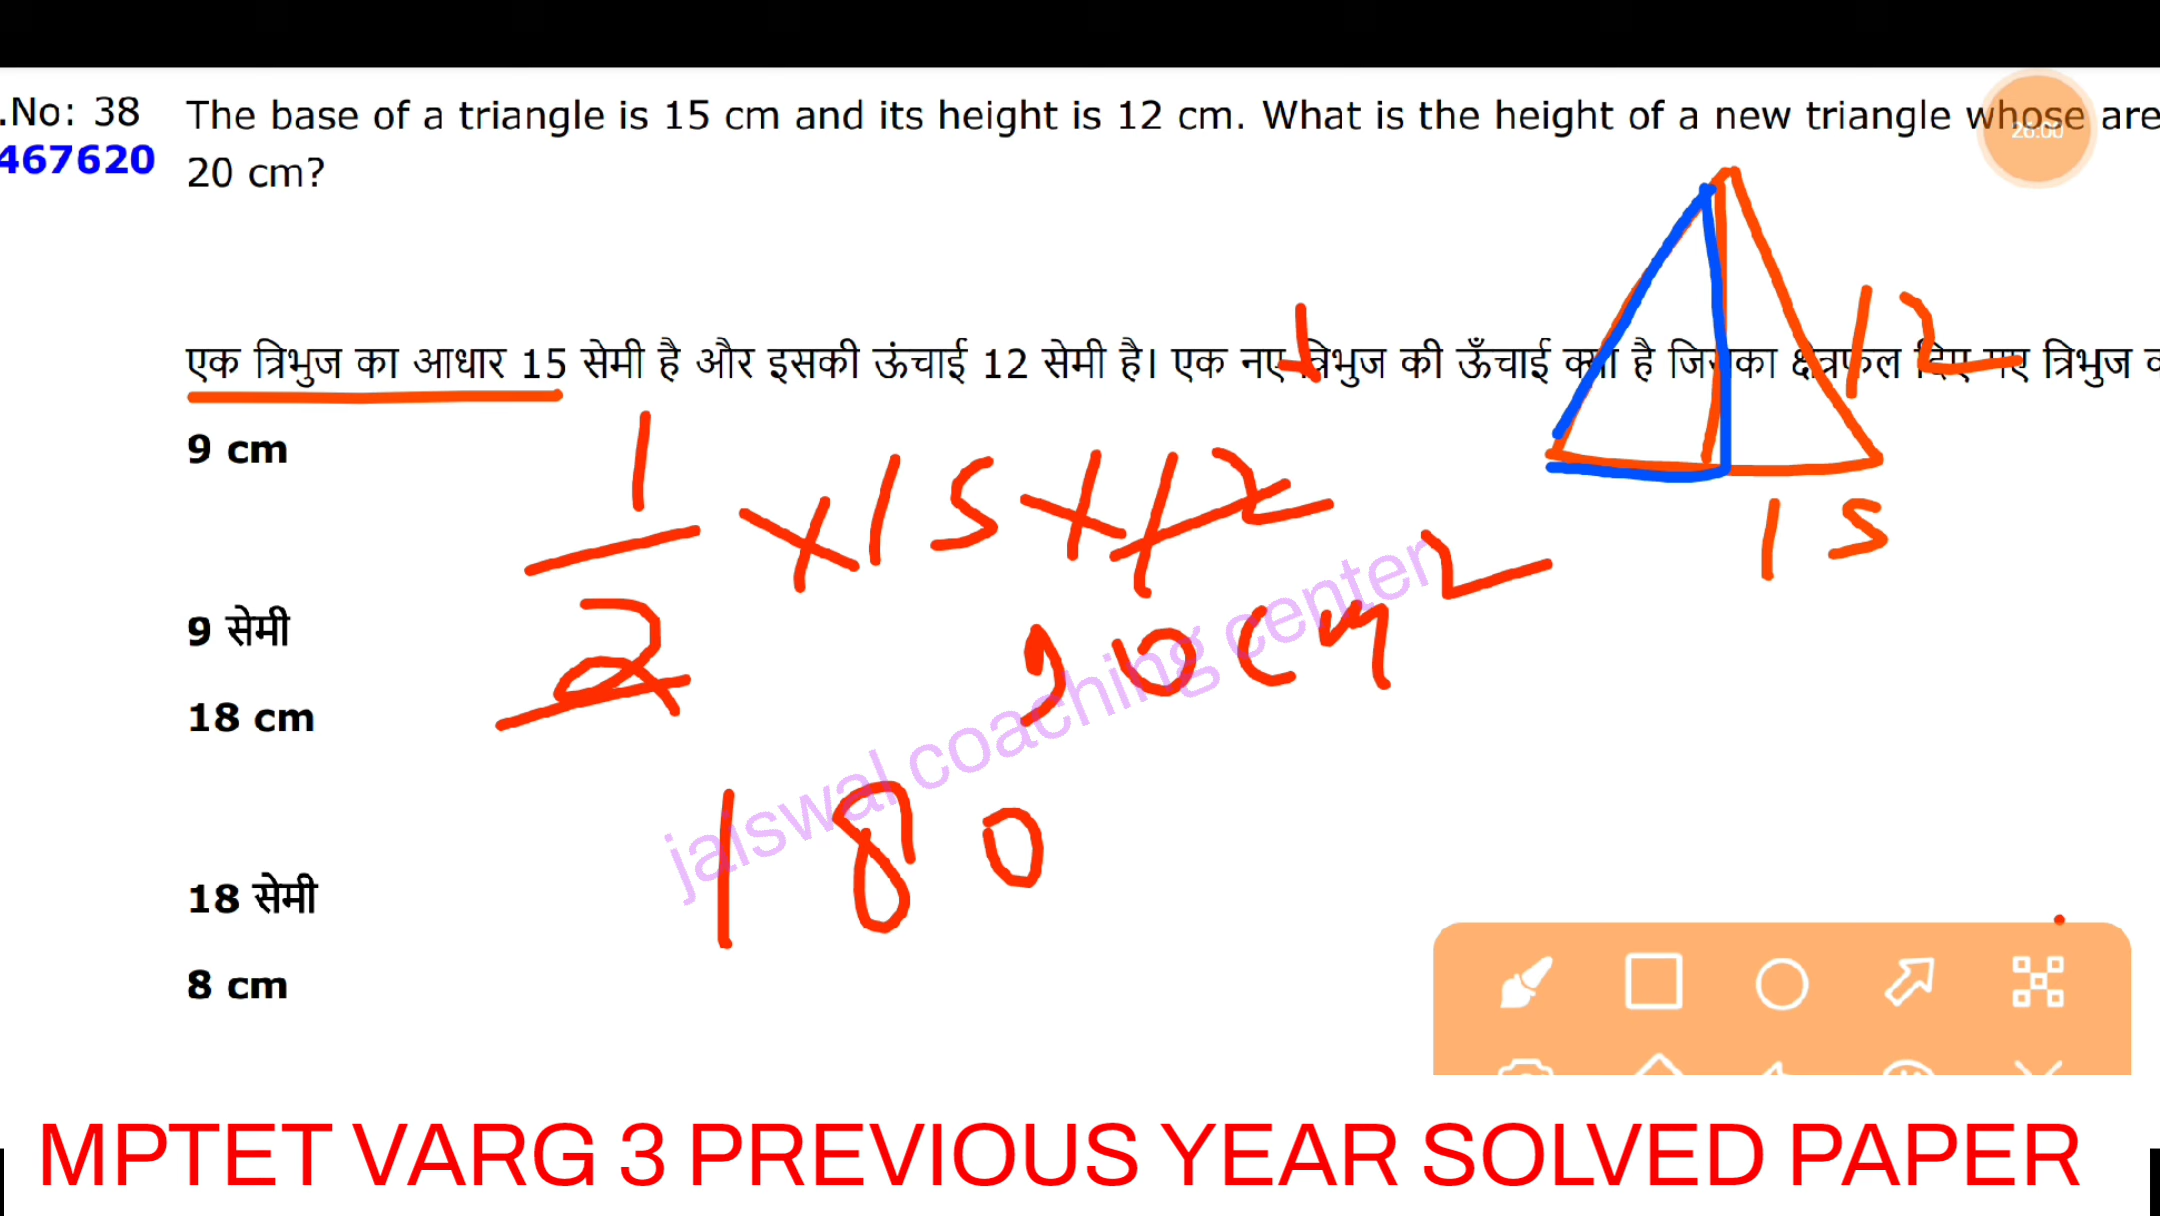 .No: 38 The base of a triangle is 15 cm and its height is 12 cm. What is the height of a new triangle whose are
467620 20 cm?
26:00
एक त्रिभुज का आधार 15 सेमी है और इसकी ऊंचाई 12 सेमी है। एक नए त्रिभुज की ऊँचाई क्या है जिसका क्षेत्रफल दिए गए त्रिभुज
12
9 cm
1/2 × 15 × 12
15
90 cm²
9 सेमी
18 cm
jaiswal coaching center
180
18 सेमी
8 cm
MPTET VARG 3 PREVIOUS YEAR SOLVED PAPER